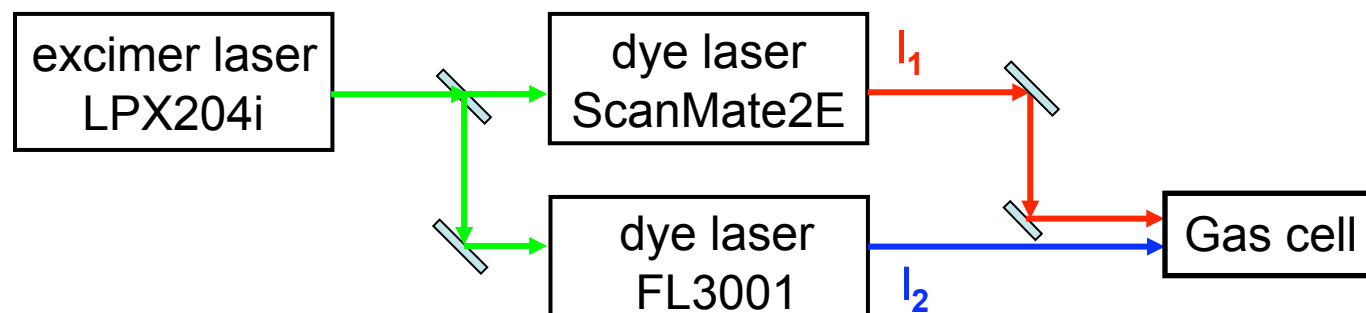 excimer laser
LPX204i
dye laser
ScanMate2E
l₁
dye laser
FL3001
l₂
Gas cell